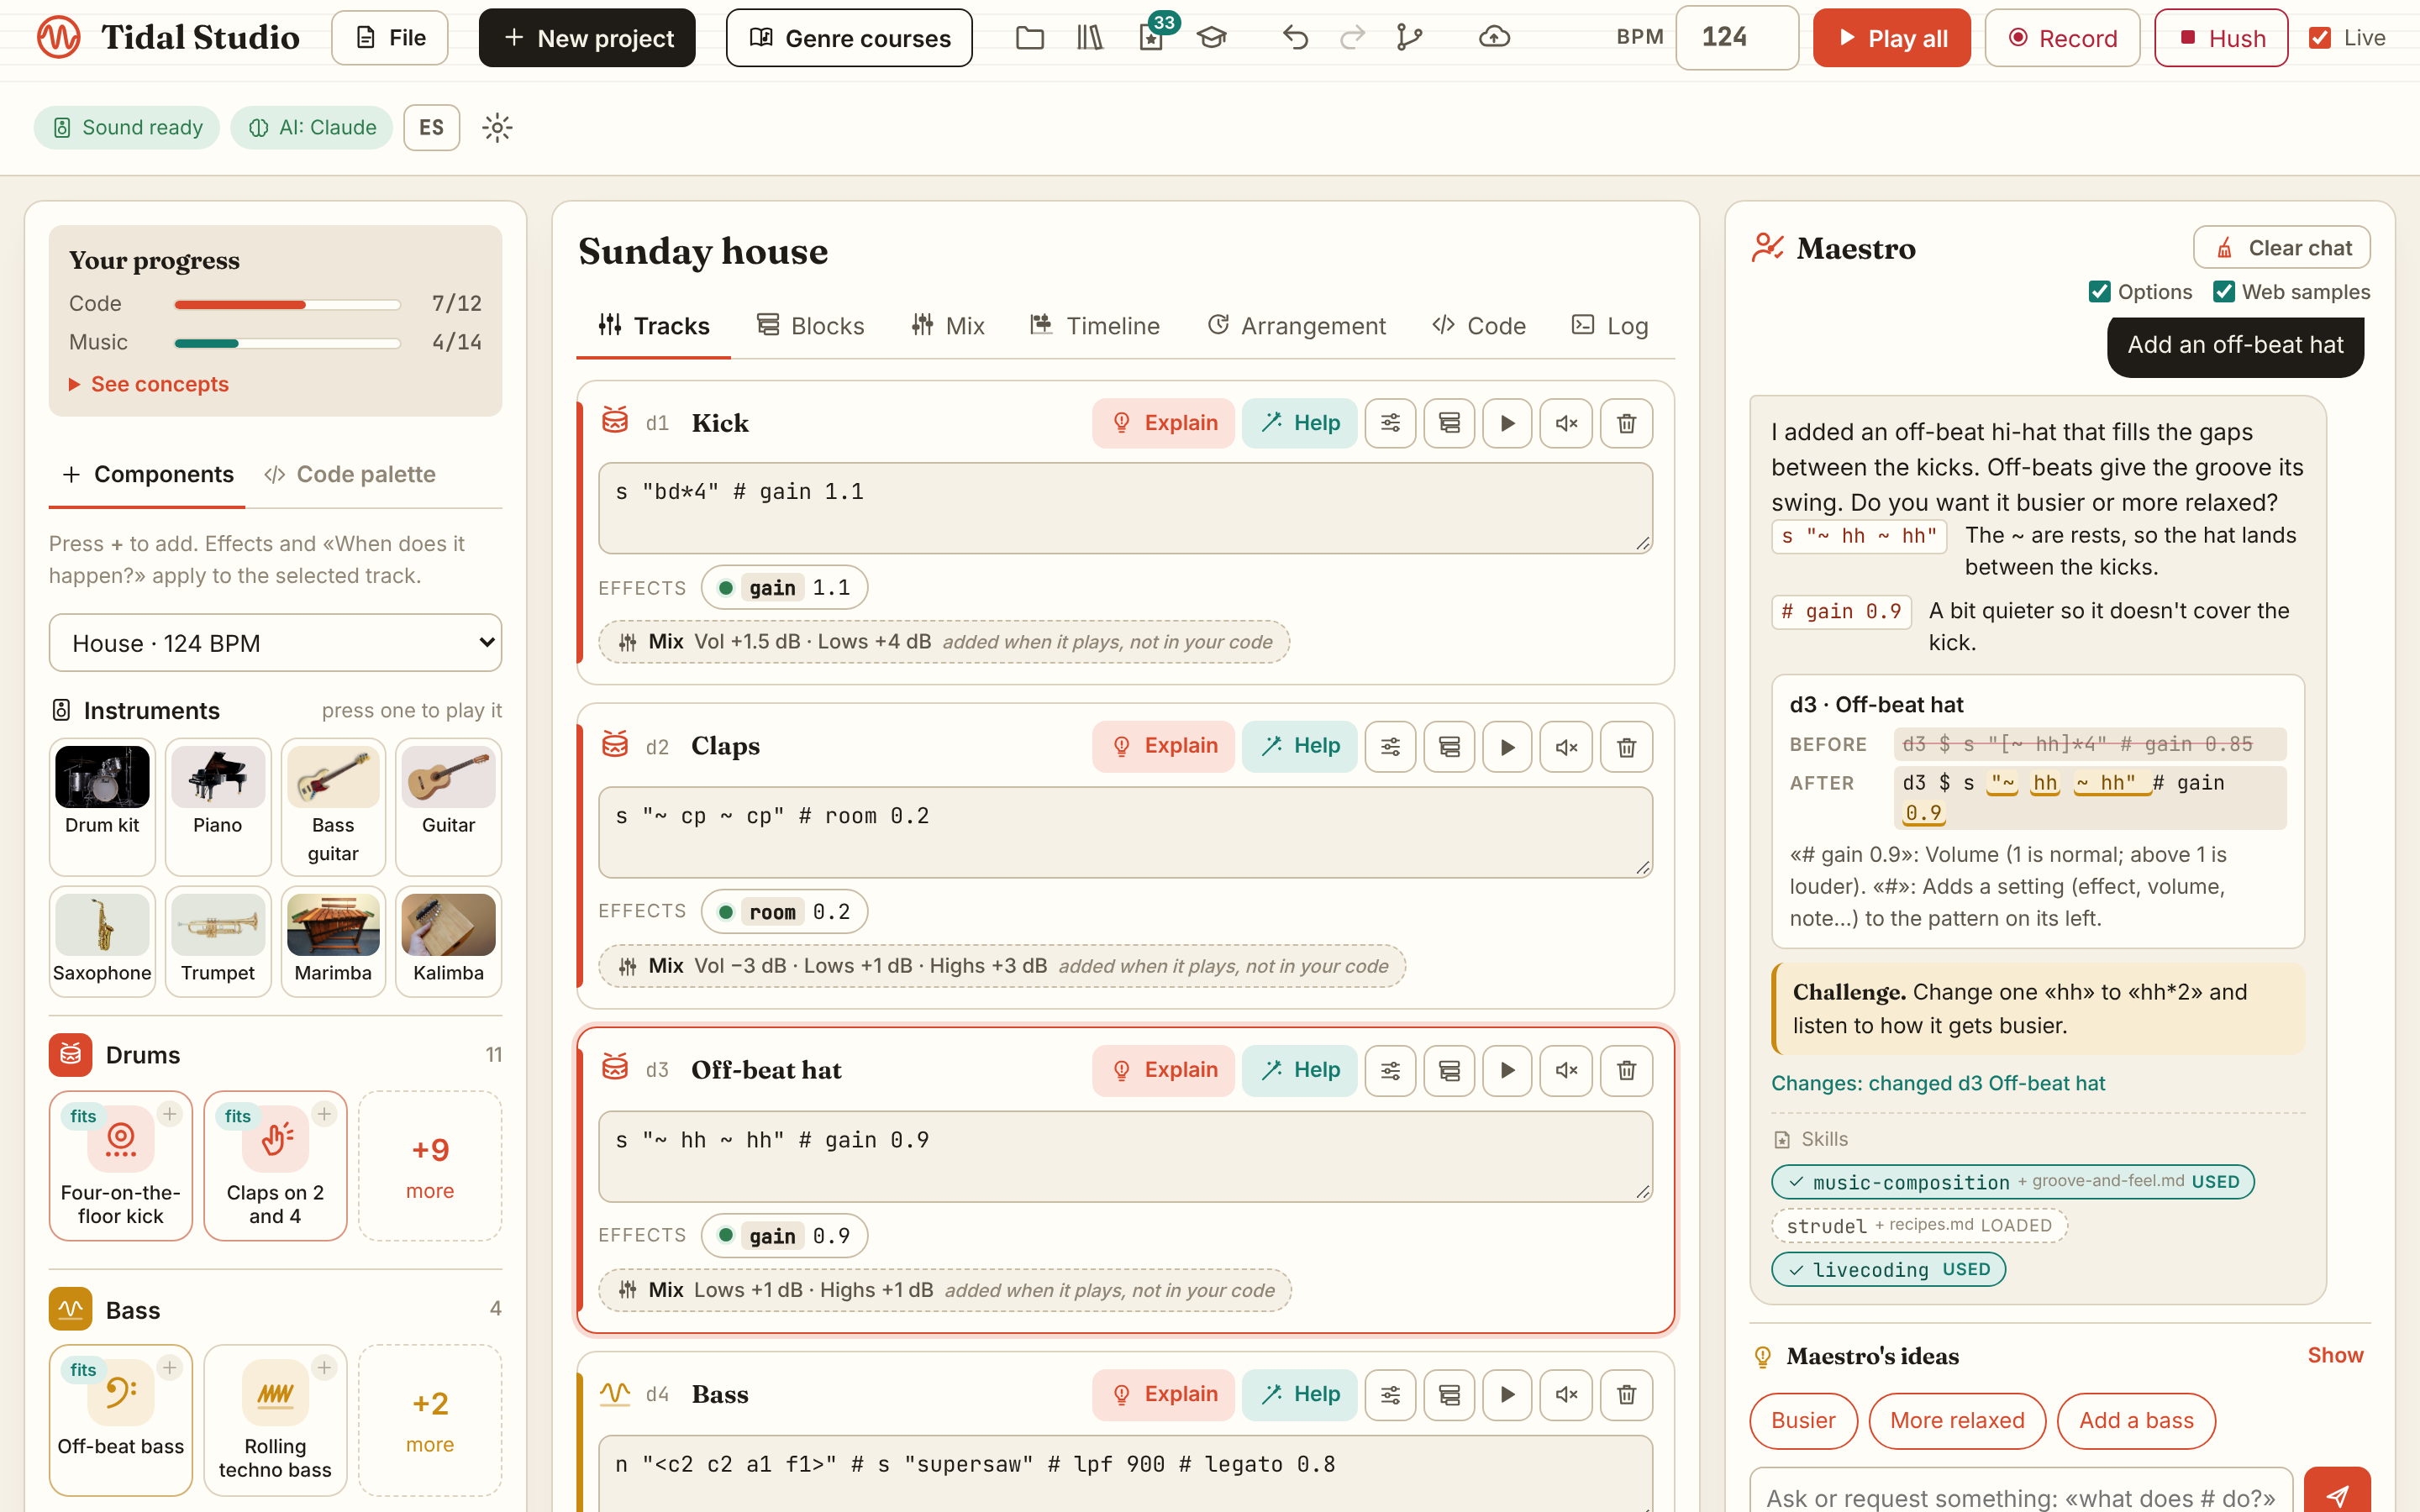 Tidal Studio
File
New project
Genre courses
33
BPM
124
Play all
Record
Hush
Live
Sound ready
AI: Claude
ES
Your progress
Code 7/12
Music 4/14
See concepts
Components
Code palette
Press + to add. Effects and «When does it
happen?» apply to the selected track.
House · 124 BPM
Instruments
press one to play it
Drum kit
Piano
Bass
guitar
Guitar
Saxophone
Trumpet
Marimba
Kalimba
Drums
11
fits
Four-on-the-
floor kick
fits
Claps on 2
and 4
+9
more
Bass
4
fits
Off-beat bass
Rolling
techno bass
+2
more
Sunday house
Tracks
Blocks
Mix
Timeline
Arrangement
Code
Log
d1 Kick
Explain
Help
s "bd*4" # gain 1.1
EFFECTS gain 1.1
Mix Vol +1.5 dB · Lows +4 dB added when it plays, not in your code
d2 Claps
Explain
Help
s "~ cp ~ cp" # room 0.2
EFFECTS room 0.2
Mix Vol −3 dB · Lows +1 dB · Highs +3 dB added when it plays, not in your code
d3 Off-beat hat
Explain
Help
s "~ hh ~ hh" # gain 0.9
EFFECTS gain 0.9
Mix Lows +1 dB · Highs +1 dB added when it plays, not in your code
d4 Bass
Explain
Help
n "<c2 c2 a1 f1>" # s "supersaw" # lpf 900 # legato 0.8
Maestro
Clear chat
Options
Web samples
Add an off-beat hat
I added an off-beat hi-hat that fills the gaps
between the kicks. Off-beats give the groove its
swing. Do you want it busier or more relaxed?
s "~ hh ~ hh" The ~ are rests, so the hat lands
between the kicks.
# gain 0.9 A bit quieter so it doesn't cover the
kick.
d3 · Off-beat hat
BEFORE d3 $ s "[~ hh]*4" # gain 0.85
AFTER d3 $ s "~ hh ~ hh" # gain
0.9
«# gain 0.9»: Volume (1 is normal; above 1 is
louder). «#»: Adds a setting (effect, volume,
note…) to the pattern on its left.
Challenge. Change one «hh» to «hh*2» and
listen to how it gets busier.
Changes: changed d3 Off-beat hat
Skills
music-composition + groove-and-feel.md USED
strudel + recipes.md LOADED
livecoding USED
Maestro's ideas
Show
Busier
More relaxed
Add a bass
Ask or request something: «what does # do?»